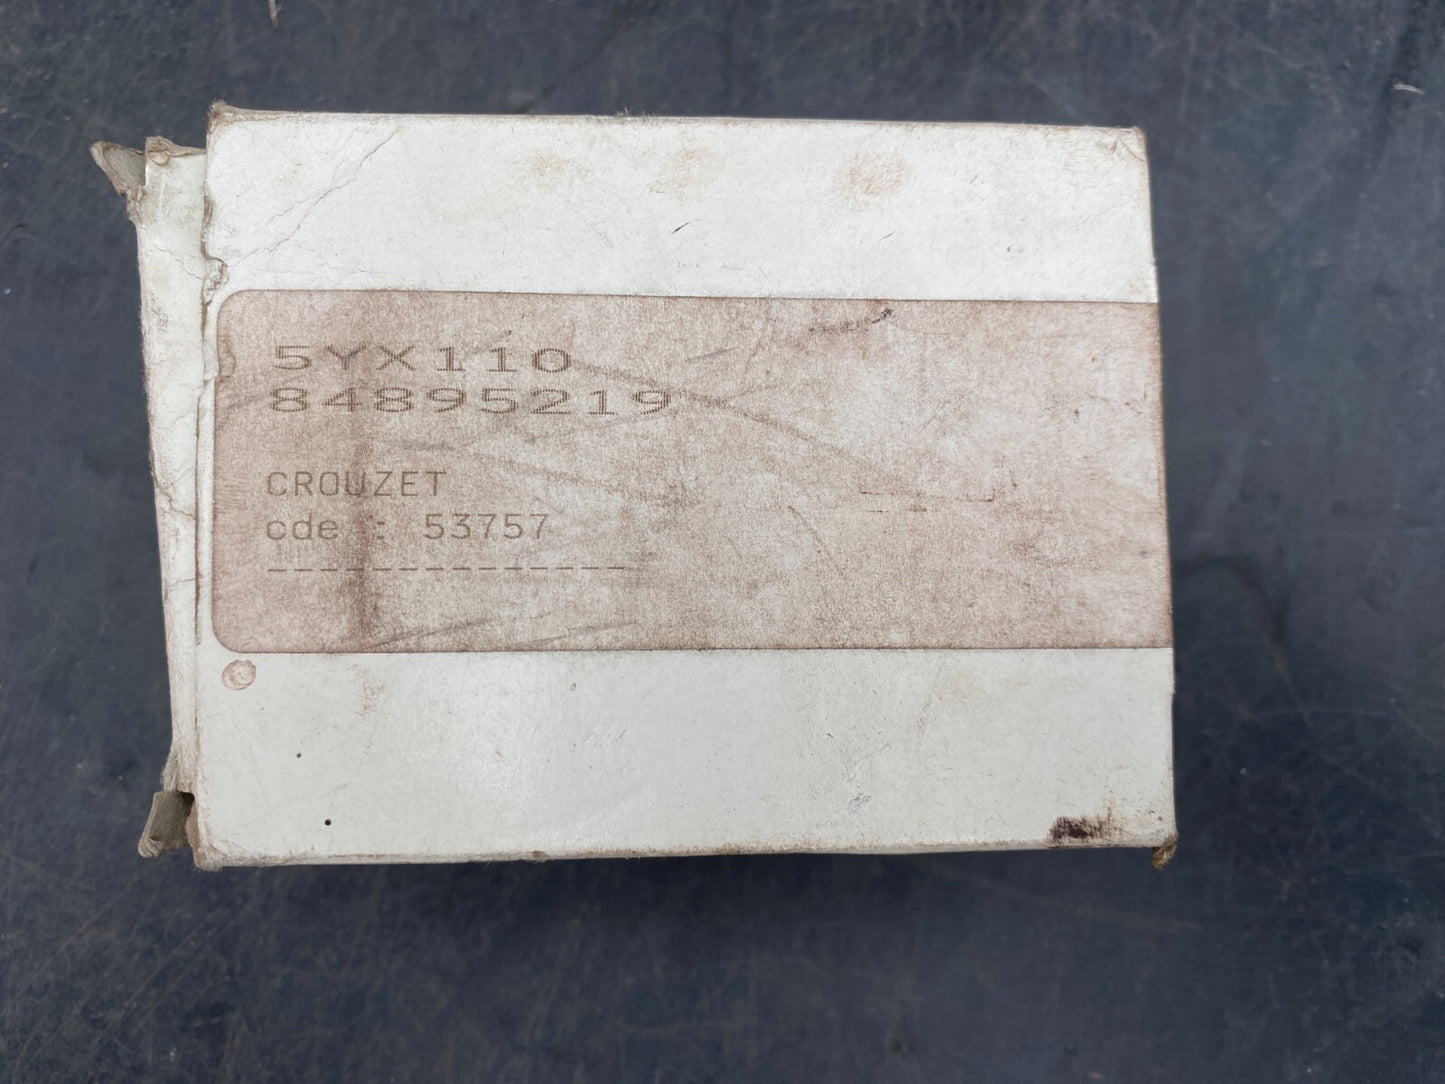 5YX110
84895219
CROUZET
cde : 53757
--------------